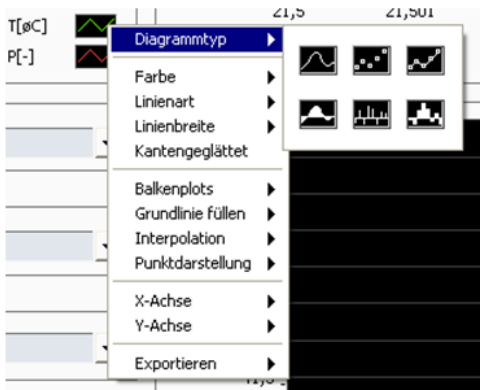 21,5 21,501
T[øC]
P[-]
Diagrammtyp
Farbe
Linienart
Linienbreite
Kantengeglättet
Balkenplots
Grundlinie füllen
Interpolation
Punktdarstellung
X-Achse
Y-Achse
Exportieren